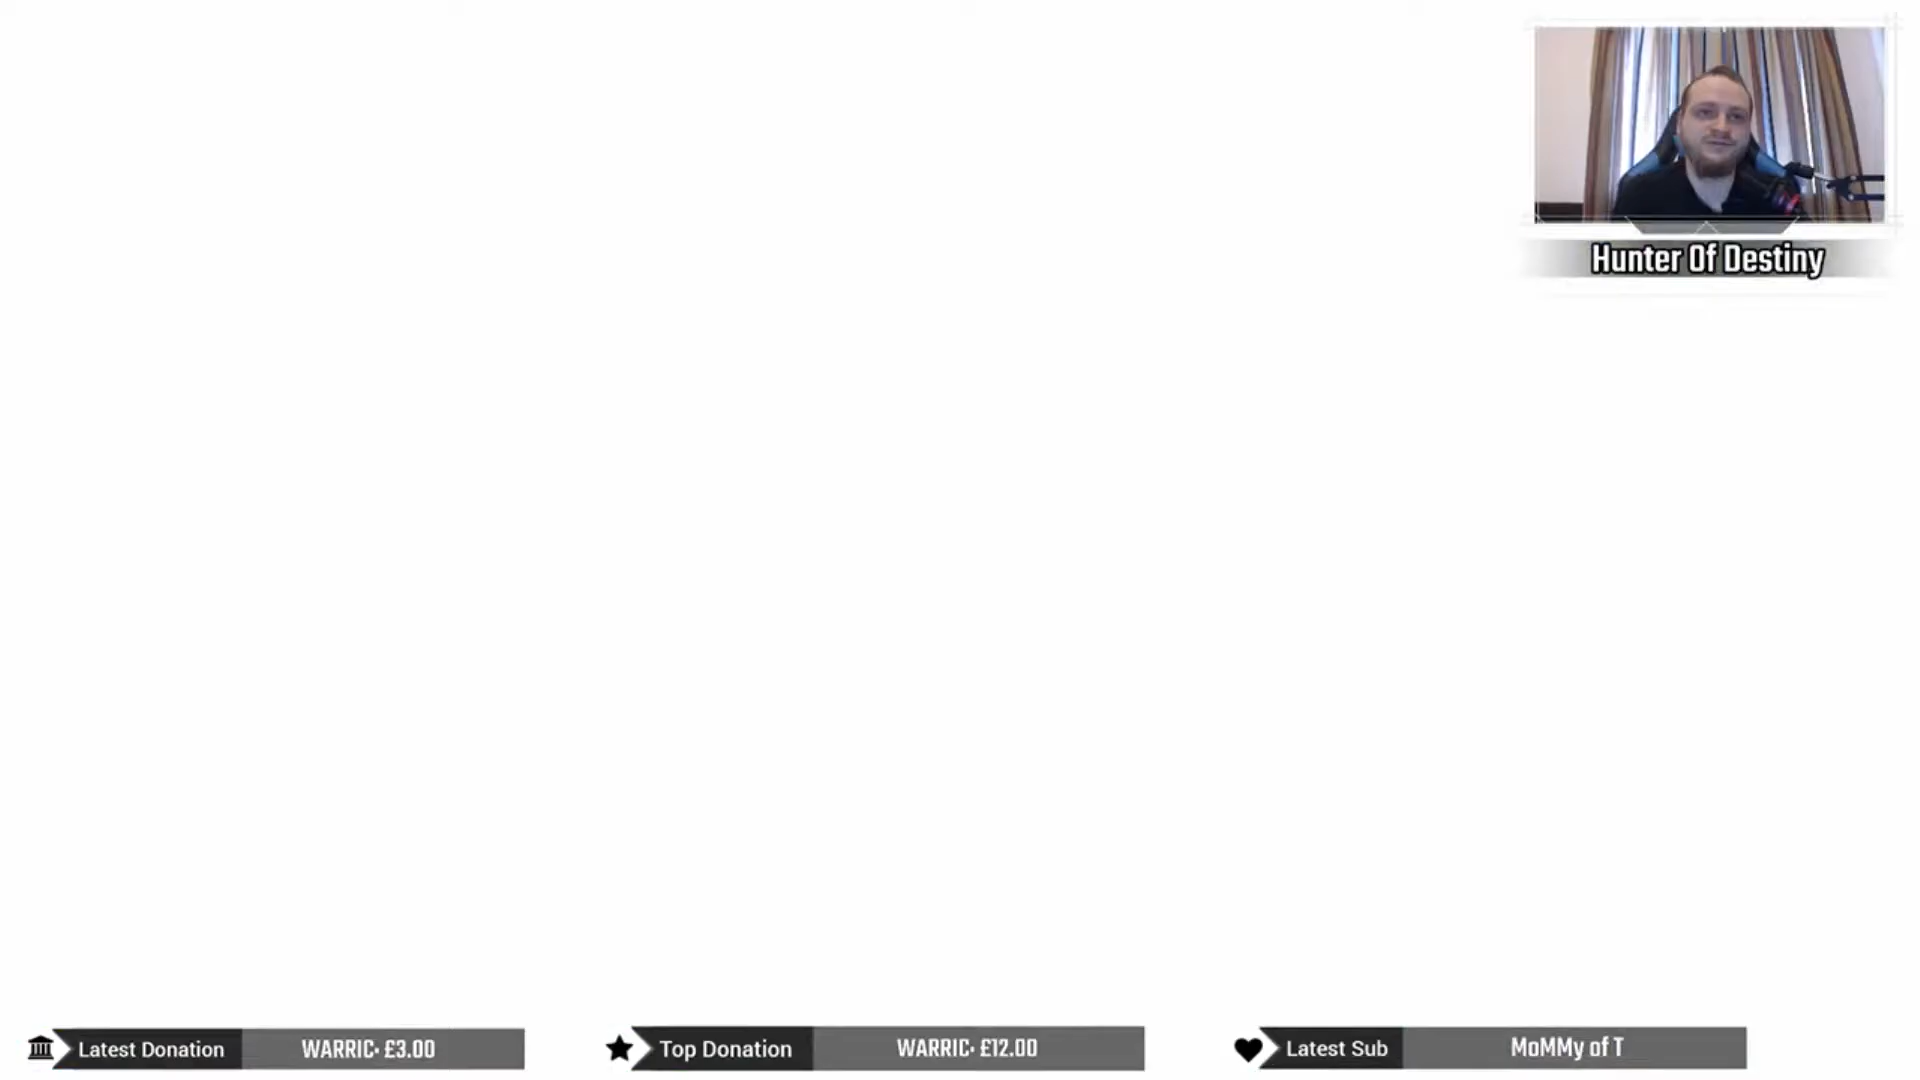 Hunter Of Destiny
Latest Donation WARRIC: £3.00
Top Donation WARRIC: £12.00
Latest Sub MoMMy of T